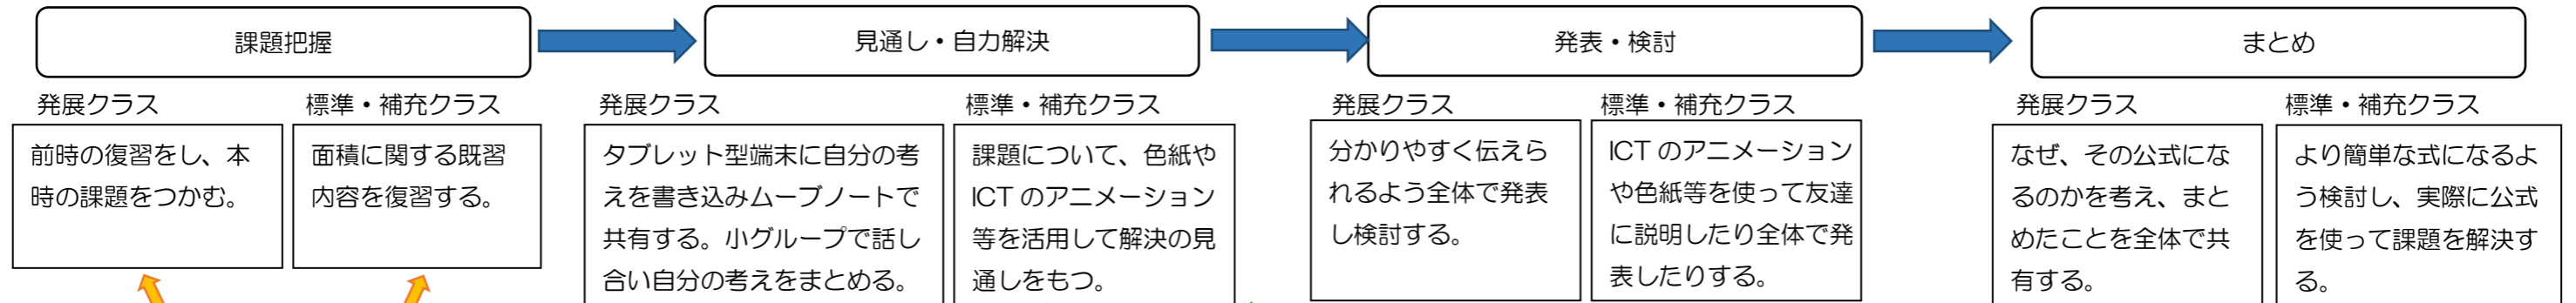 課題把握
見通し・自力解決
発表・検討
まとめ
発展クラス
標準・補充クラス
発展クラス
標準・補充クラス
発展クラス
標準・補充クラス
発展クラス
標準・補充クラス
前時の復習をし、本
時の課題をつかむ。
面積に関する既習
内容を復習する。
タブレット型端末に自分の考
えを書き込みムーブノートで
共有する。小グループで話し
合い自分の考えをまとめる。
課題について、色紙や
ICT のアニメーション
等を活用して解決の見
通しをもつ。
分かりやすく伝えら
れるよう全体で発表
し検討する。
ICT のアニメーション
や色紙等を使って友達
に説明したり全体で発
表したりする。
なぜ、その公式にな
るのかを考え、まと
めたことを全体で共
有する。
より簡単な式になるよ
う検討し、実際に公式
を使って課題を解決す
る。